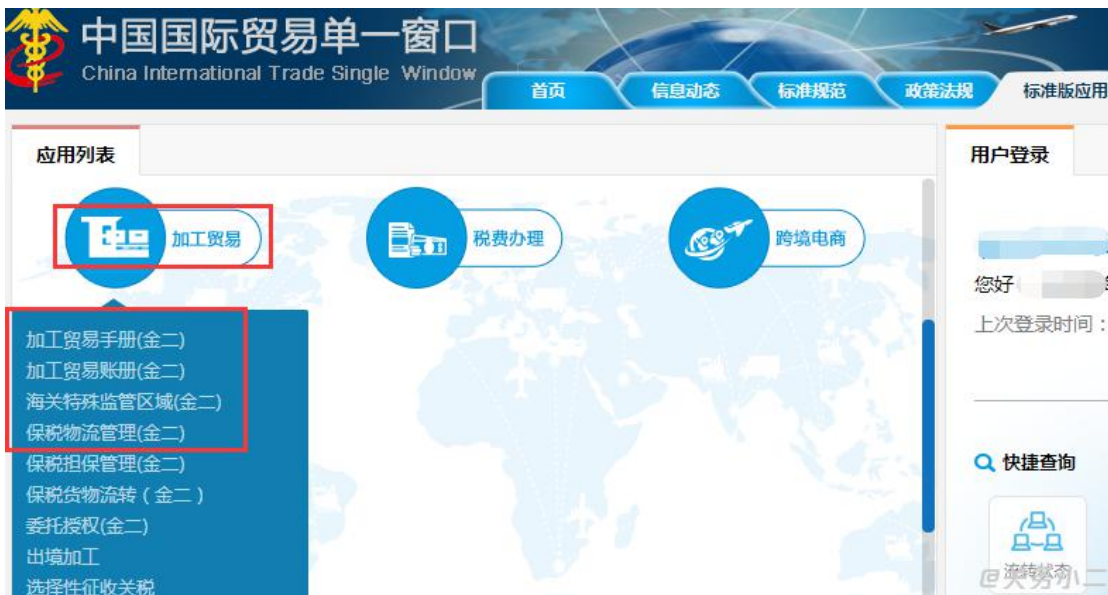 中国国际贸易单一窗口
China International Trade Single Window
首页
信息动态
标准规范
政策法规
标准版应用
应用列表
用户登录
加工贸易
税费办理
跨境电商
您好
上次登录时间：
加工贸易手册(金二)
加工贸易账册(金二)
海关特殊监管区域(金二)
保税物流管理(金二)
保税担保管理(金二)
保税货物流转（金二）
委托授权(金二)
出境加工
选择性征收关税
快捷查询
流转状态
@关务小二